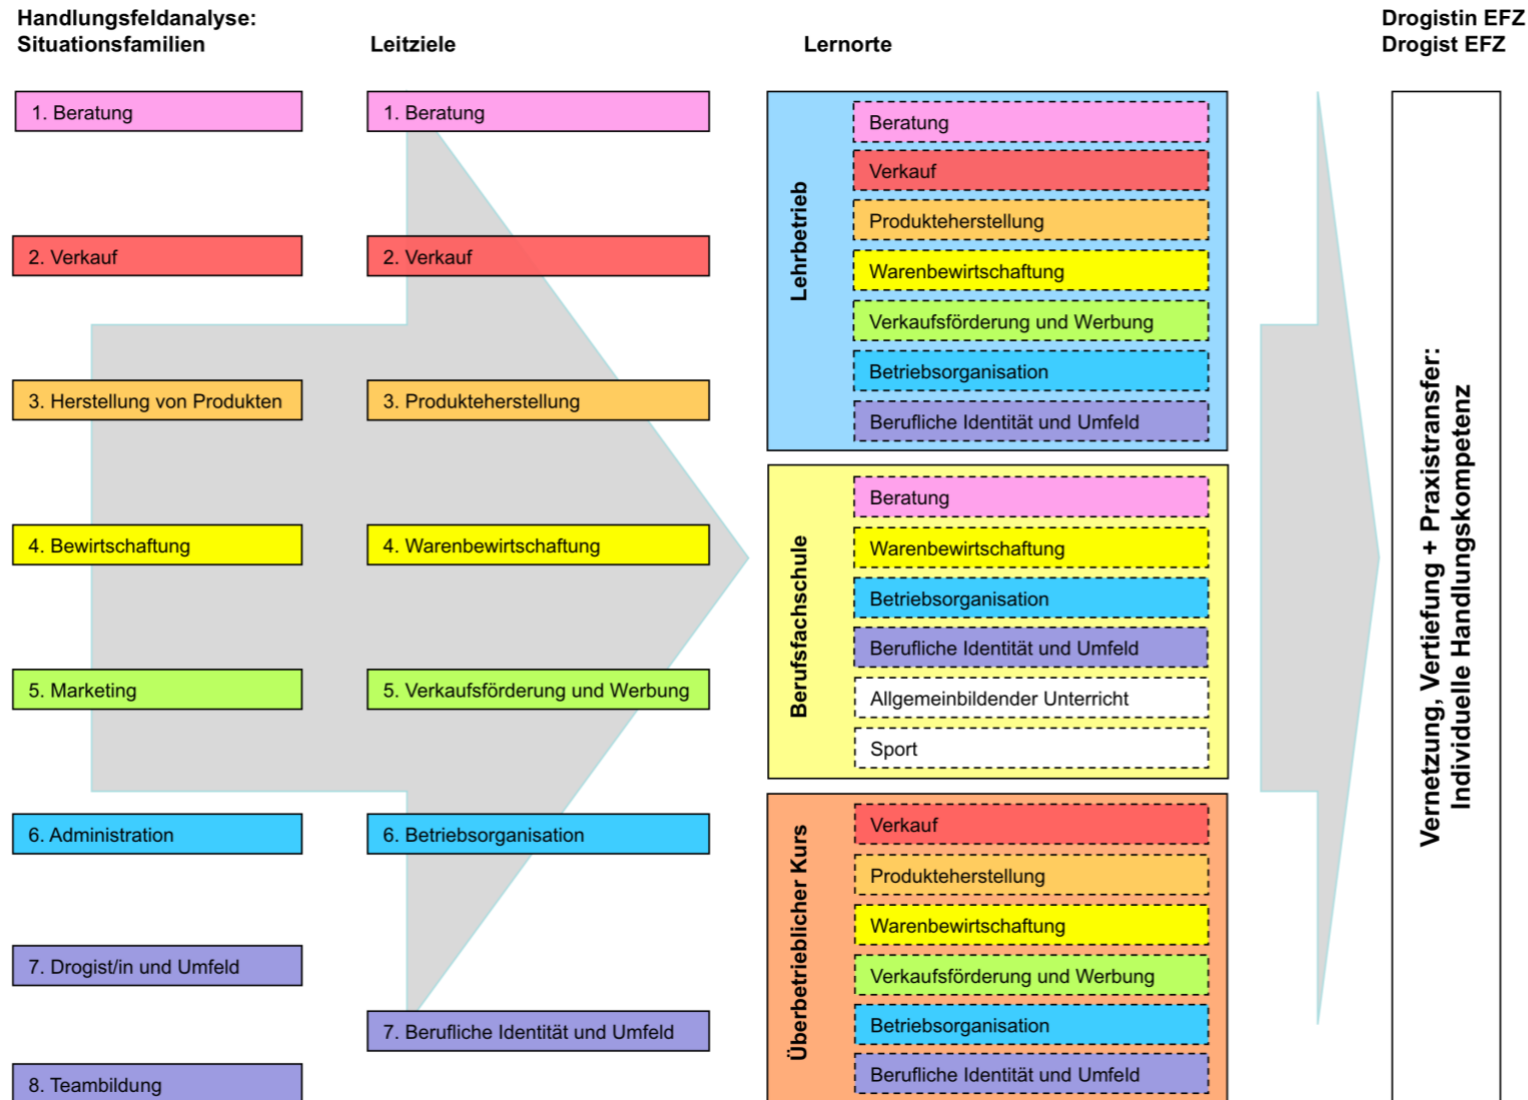 Handlungsfeldanalyse:
Situationsfamilien
Leitziele
Lernorte
Drogistin EFZ
Drogist EFZ
1. Beratung
2. Verkauf
3. Herstellung von Produkten
4. Bewirtschaftung
5. Marketing
6. Administration
7. Drogist/in und Umfeld
8. Teambildung
1. Beratung
2. Verkauf
3. Produkteherstellung
4. Warenbewirtschaftung
5. Verkaufsförderung und Werbung
6. Betriebsorganisation
7. Berufliche Identität und Umfeld
Lehrbetrieb
Beratung
Verkauf
Produkteherstellung
Warenbewirtschaftung
Verkaufsförderung und Werbung
Betriebsorganisation
Berufliche Identität und Umfeld
Berufsfachschule
Beratung
Warenbewirtschaftung
Betriebsorganisation
Berufliche Identität und Umfeld
Allgemeinbildender Unterricht
Sport
Überbetrieblicher Kurs
Verkauf
Produkteherstellung
Warenbewirtschaftung
Verkaufsförderung und Werbung
Betriebsorganisation
Berufliche Identität und Umfeld
Vernetzung, Vertiefung + Praxistransfer:
Individuelle Handlungskompetenz